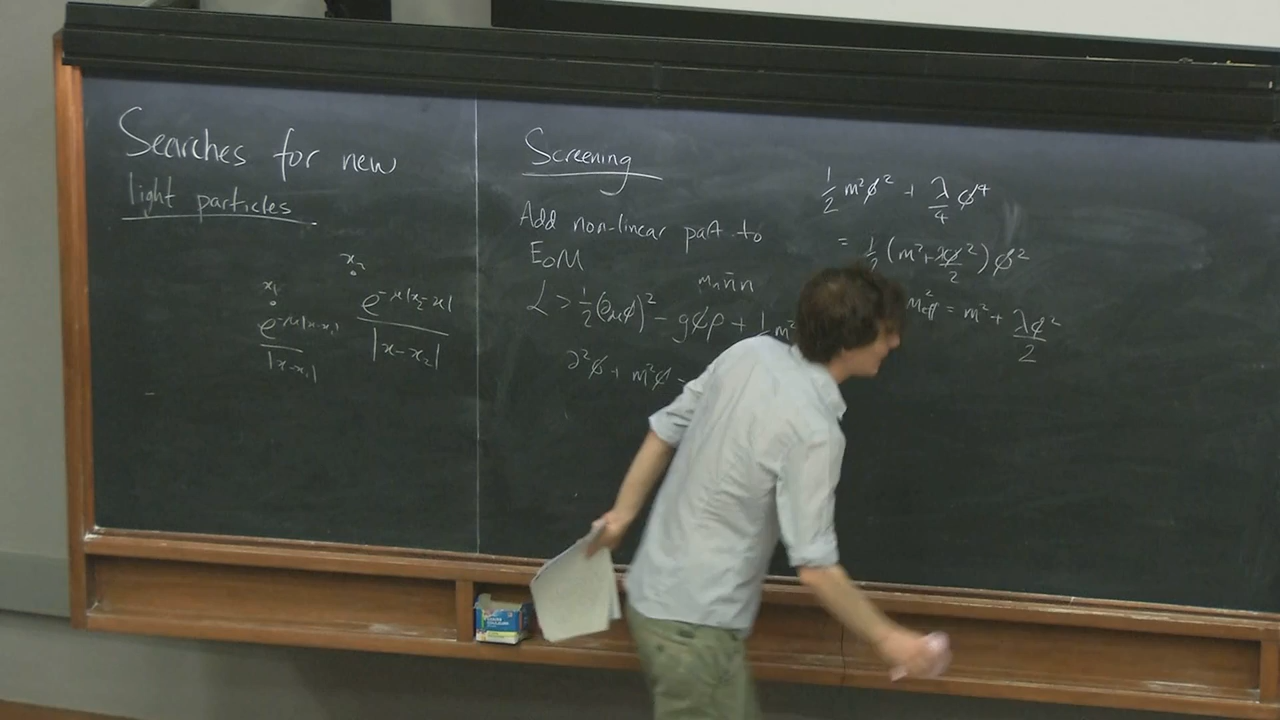 Searches for new
light particles
x₂
x₁
e^{-μ|x-x₁|} / |x-x₁|
e^{-μ|x₂-x|} / |x-x₂|
Screening
Add non-linear part to
EoM
m_n n̄n
ℒ > ½(∂_μϕ)² - gϕρ + ½m²
∂²ϕ + m²ϕ
½ m²ϕ² + λ/4 ϕ⁴
= ½(m² + λϕ²/2)ϕ²
m²_eff = m² + λϕ²/2